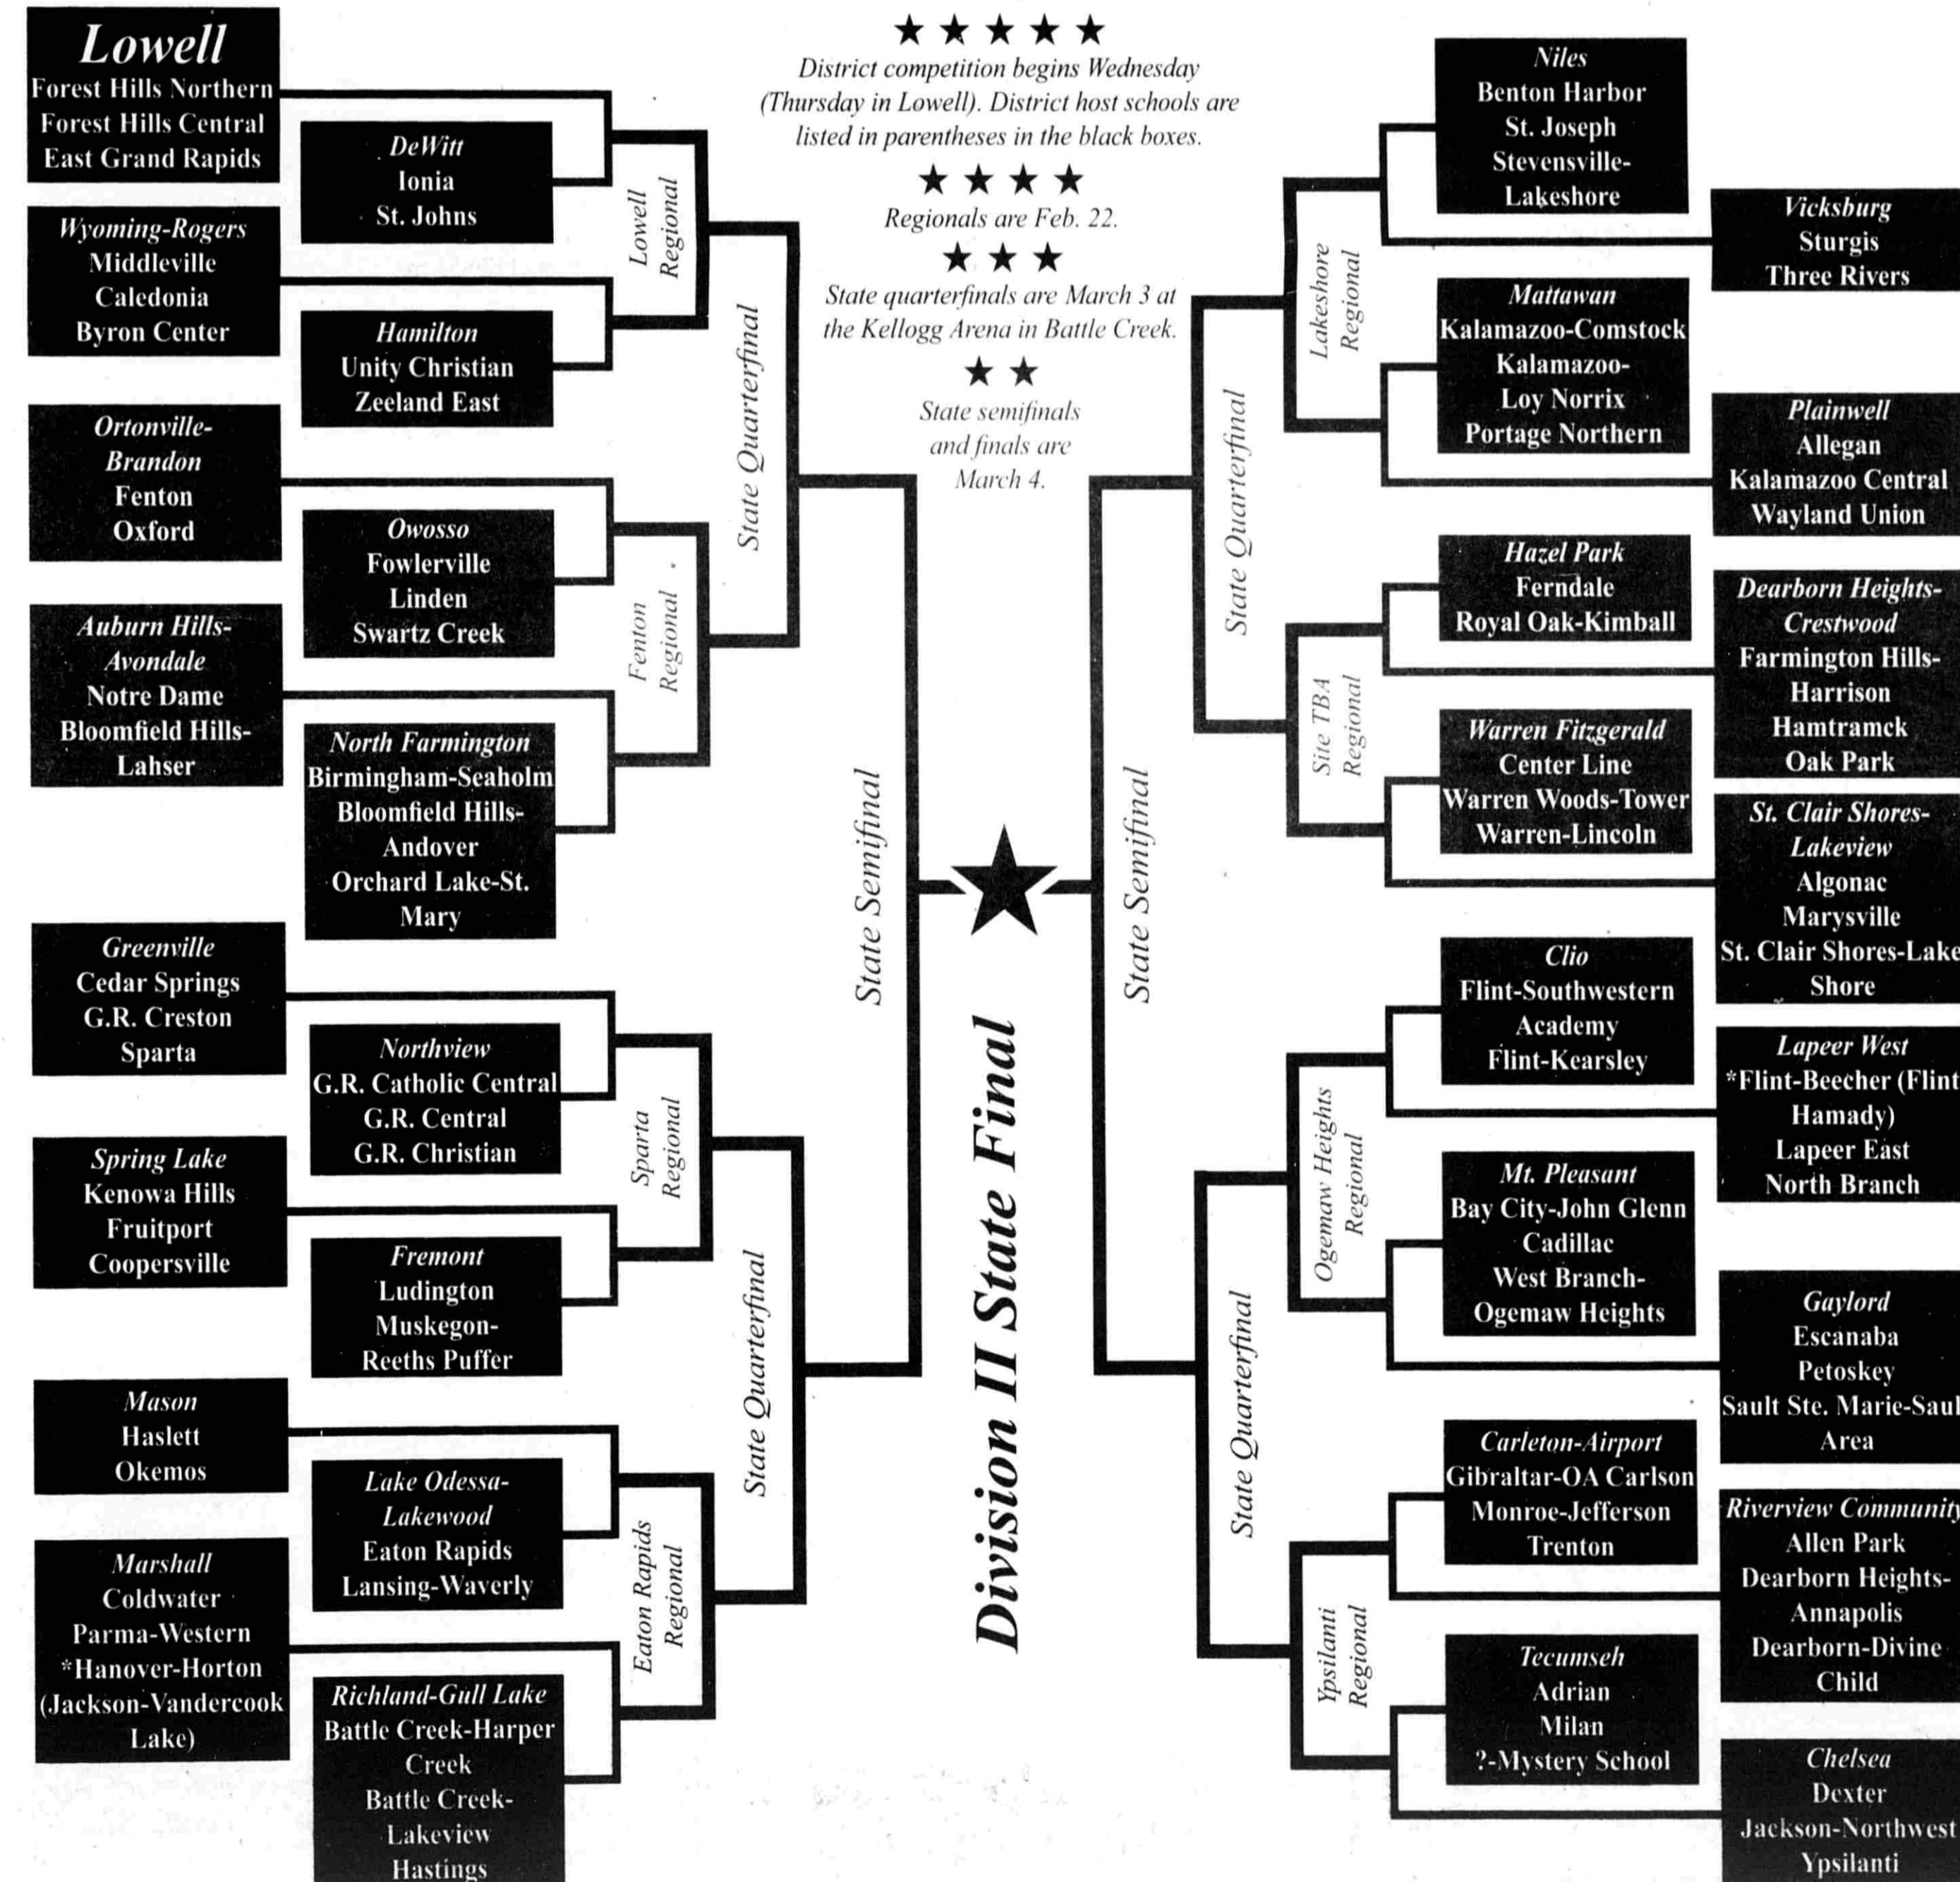 ★ ★ ★ ★ ★
District competition begins Wednesday
(Thursday in Lowell). District host schools are
listed in parentheses in the black boxes.
★ ★ ★ ★
Regionals are Feb. 22.
★ ★ ★
State quarterfinals are March 3 at
the Kellogg Arena in Battle Creek.
★ ★
State semifinals
and finals are
March 4.
Lowell
Forest Hills Northern
Forest Hills Central
East Grand Rapids
DeWitt
Ionia
St. Johns
Wyoming-Rogers
Middleville
Caledonia
Byron Center
Hamilton
Unity Christian
Zeeland East
Lowell
Regional
Ortonville-
Brandon
Fenton
Oxford
Owosso
Fowlerville
Linden
Swartz Creek
Auburn Hills-
Avondale
Notre Dame
Bloomfield Hills-
Lahser
North Farmington
Birmingham-Seaholm
Bloomfield Hills-
Andover
Orchard Lake-St.
Mary
Fenton
Regional
State Quarterfinal
Greenville
Cedar Springs
G.R. Creston
Sparta
Northview
G.R. Catholic Central
G.R. Central
G.R. Christian
Spring Lake
Kenowa Hills
Fruitport
Coopersville
Fremont
Ludington
Muskegon-
Reeths Puffer
Sparta
Regional
Mason
Haslett
Okemos
Lake Odessa-
Lakewood
Eaton Rapids
Lansing-Waverly
Marshall
Coldwater
Parma-Western
*Hanover-Horton
(Jackson-Vandercook
Lake)
Richland-Gull Lake
Battle Creek-Harper
Creek
Battle Creek-
Lakeview
Hastings
Eaton Rapids
Regional
State Quarterfinal
State Semifinal
Division II State Final
State Semifinal
Niles
Benton Harbor
St. Joseph
Stevensville-
Lakeshore
Vicksburg
Sturgis
Three Rivers
Mattawan
Kalamazoo-Comstock
Kalamazoo-
Loy Norrix
Portage Northern
Plainwell
Allegan
Kalamazoo Central
Wayland Union
Lakeshore
Regional
State Quarterfinal
Hazel Park
Ferndale
Royal Oak-Kimball
Dearborn Heights-
Crestwood
Farmington Hills-
Harrison
Hamtramck
Oak Park
Warren Fitzgerald
Center Line
Warren Woods-Tower
Warren-Lincoln
St. Clair Shores-
Lakeview
Algonac
Marysville
St. Clair Shores-Lake
Shore
Site TBA
Regional
Clio
Flint-Southwestern
Academy
Flint-Kearsley
Lapeer West
*Flint-Beecher (Flint
Hamady)
Lapeer East
North Branch
Mt. Pleasant
Bay City-John Glenn
Cadillac
West Branch-
Ogemaw Heights
Gaylord
Escanaba
Petoskey
Sault Ste. Marie-Saul
Area
Ogemaw Heights
Regional
State Quarterfinal
Carleton-Airport
Gibraltar-OA Carlson
Monroe-Jefferson
Trenton
Riverview Community
Allen Park
Dearborn Heights-
Annapolis
Dearborn-Divine
Child
Tecumseh
Adrian
Milan
?-Mystery School
Chelsea
Dexter
Jackson-Northwest
Ypsilanti
Ypsilanti
Regional